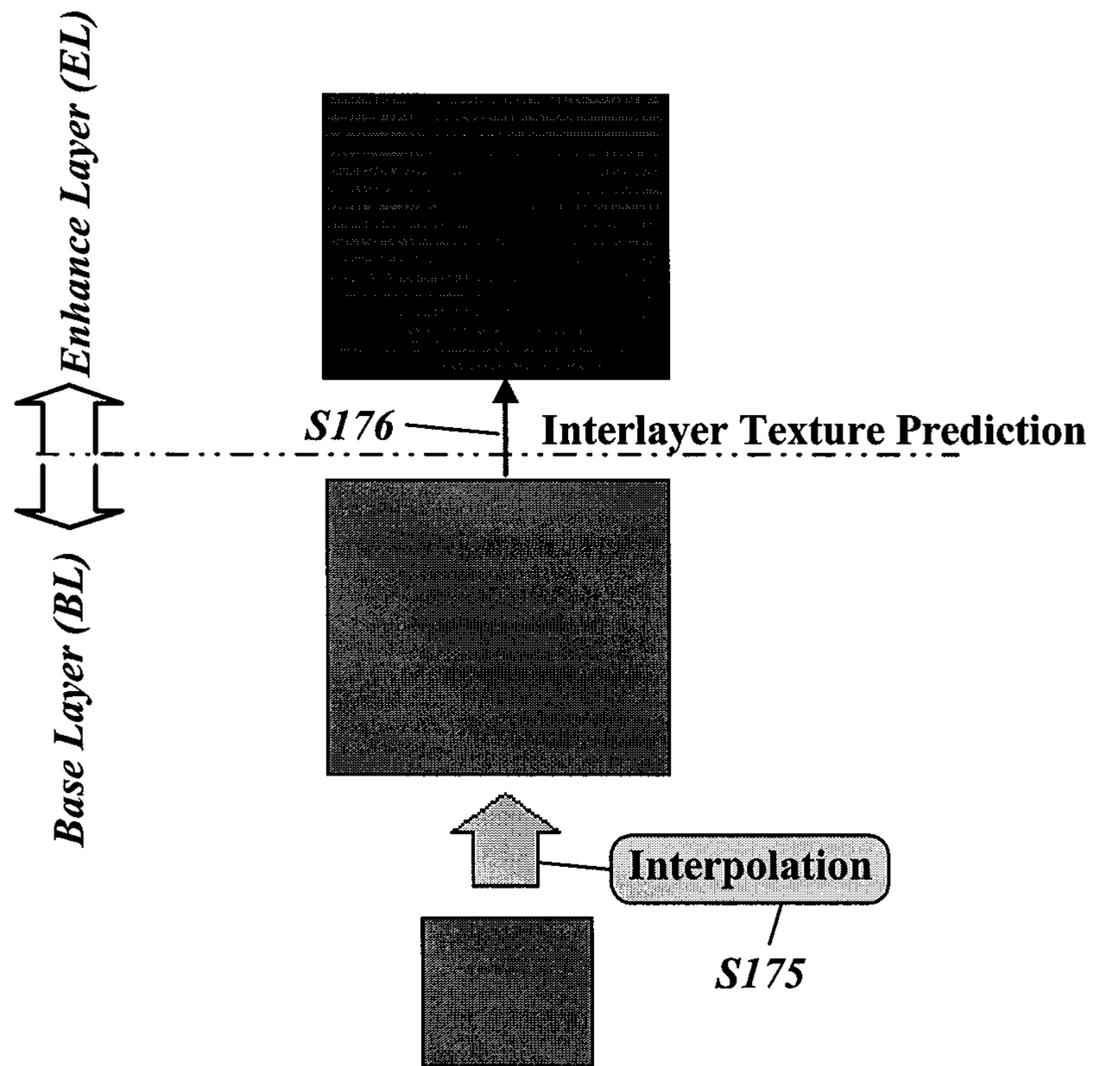 Enhance Layer (EL)
S176
Interlayer Texture Prediction
Base Layer (BL)
Interpolation
S175